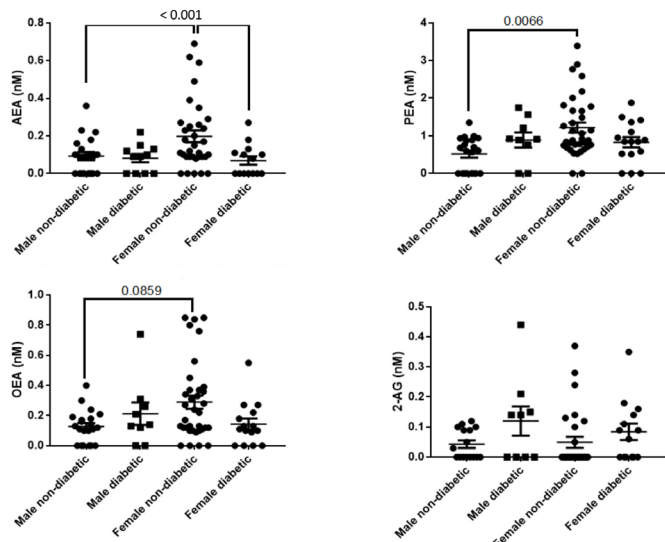 < 0.001
0.8
0.6
0.4
0.2
0.0
AEA (nM)
Male non-diabetic
Male diabetic
Female non-diabetic
Female diabetic
0.0066
4
3
2
1
0
PEA (nM)
Male non-diabetic
Male diabetic
Female non-diabetic
Female diabetic
0.0859
1.0
0.8
0.6
0.4
0.2
0.0
OEA (nM)
Male non-diabetic
Male diabetic
Female non-diabetic
Female diabetic
0.5
0.4
0.3
0.2
0.1
0.0
2-AG (nM)
Male non-diabetic
Male diabetic
Female non-diabetic
Female diabetic